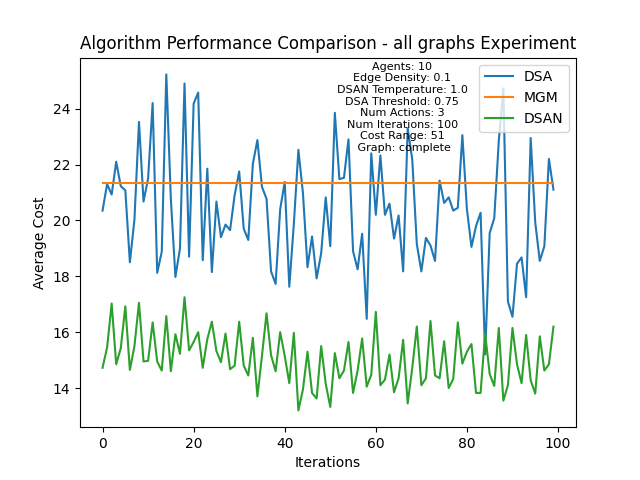 Algorithm Performance Comparison - all graphs Experiment
Agents: 10
Edge Density: 0.1
DSAN Temperature: 1.0
DSA Threshold: 0.75
Num Actions: 3
Num Iterations: 100
Cost Range: 51
Graph: complete
DSA
MGM
DSAN
Average Cost
24
22
20
18
16
14
0
20
40
60
80
100
Iterations